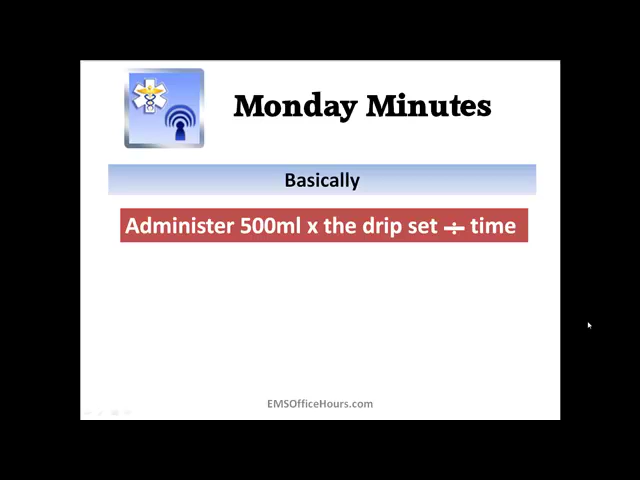 Monday Minutes
Basically
Administer 500ml x the drip set ÷ time
EMSOfficeHours.com